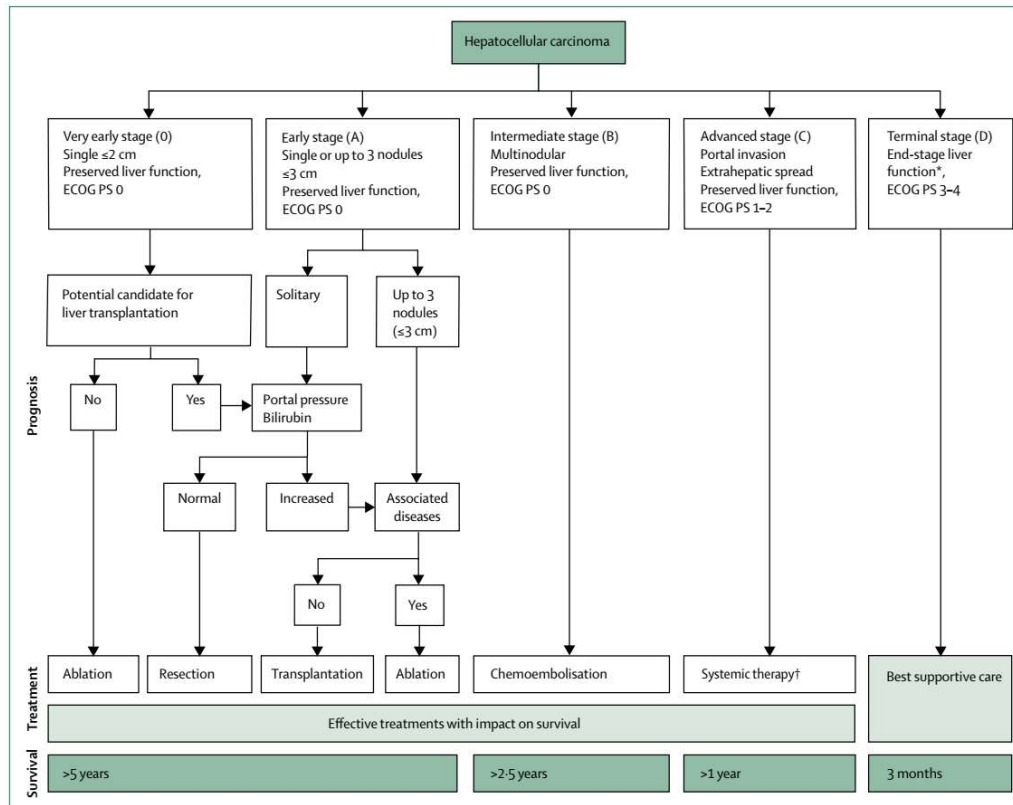 Hepatocellular carcinoma
Very early stage (0)
Single ≤2 cm
Preserved liver function,
ECOG PS 0
Early stage (A)
Single or up to 3 nodules
≤3 cm
Preserved liver function,
ECOG PS 0
Intermediate stage (B)
Multinodular
Preserved liver function,
ECOG PS 0
Advanced stage (C)
Portal invasion
Extrahepatic spread
Preserved liver function,
ECOG PS 1–2
Terminal stage (D)
End-stage liver
function*,
ECOG PS 3–4
Potential candidate for
liver transplantation
Solitary
Up to 3
nodules
(≤3 cm)
Prognosis
No
Yes
Portal pressure
Bilirubin
Normal
Increased
Associated
diseases
No
Yes
Treatment
Ablation
Resection
Transplantation
Ablation
Chemoembolisation
Systemic therapy†
Best supportive care
Effective treatments with impact on survival
Survival
>5 years
>2·5 years
>1 year
3 months